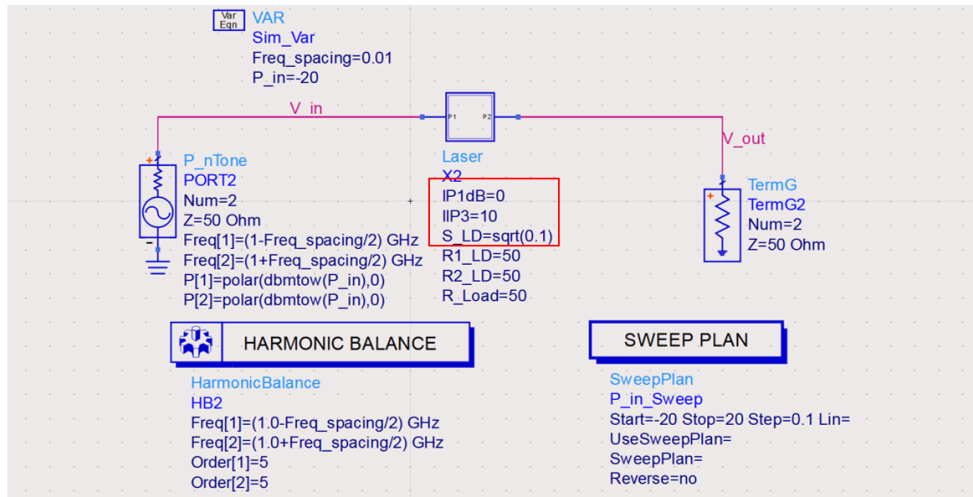 Var
Eqn
VAR
Sim_Var
Freq_spacing=0.01
P_in=-20
V_in
P1
P2
V_out
P_nTone
PORT2
Num=2
Z=50 Ohm
Freq[1]=(1-Freq_spacing/2) GHz
Freq[2]=(1+Freq_spacing/2) GHz
P[1]=polar(dbmtow(P_in),0)
P[2]=polar(dbmtow(P_in),0)
Laser
X2
IP1dB=0
IIP3=10
S_LD=sqrt(0.1)
R1_LD=50
R2_LD=50
R_Load=50
TermG
TermG2
Num=2
Z=50 Ohm
HARMONIC BALANCE
HarmonicBalance
HB2
Freq[1]=(1.0-Freq_spacing/2) GHz
Freq[2]=(1.0+Freq_spacing/2) GHz
Order[1]=5
Order[2]=5
SWEEP PLAN
SweepPlan
P_in_Sweep
Start=-20 Stop=20 Step=0.1 Lin=
UseSweepPlan=
SweepPlan=
Reverse=no